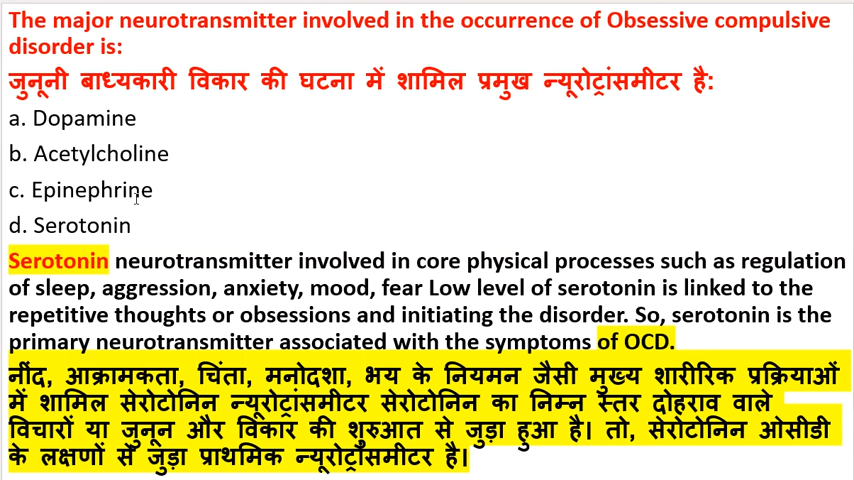 The major neurotransmitter involved in the occurrence of Obsessive compulsive
disorder is:
जुनूनी बाध्यकारी विकार की घटना में शामिल प्रमुख न्यूरोट्रांसमीटर है:
a. Dopamine
b. Acetylcholine
c. Epinephrine
d. Serotonin
Serotonin neurotransmitter involved in core physical processes such as regulation
of sleep, aggression, anxiety, mood, fear Low level of serotonin is linked to the
repetitive thoughts or obsessions and initiating the disorder. So, serotonin is the
primary neurotransmitter associated with the symptoms of OCD.
नींद, आक्रामकता, चिंता, मनोदशा, भय के नियमन जैसी मुख्य शारीरिक प्रक्रियाओं
में शामिल सेरोटोनिन न्यूरोट्रांसमीटर सेरोटोनिन का निम्न स्तर दोहराव वाले
विचारों या जुनून और विकार की शुरुआत से जुड़ा हुआ है। तो, सेरोटोनिन ओसीडी
के लक्षणों से जुड़ा प्राथमिक न्यूरोट्रांसमीटर है।